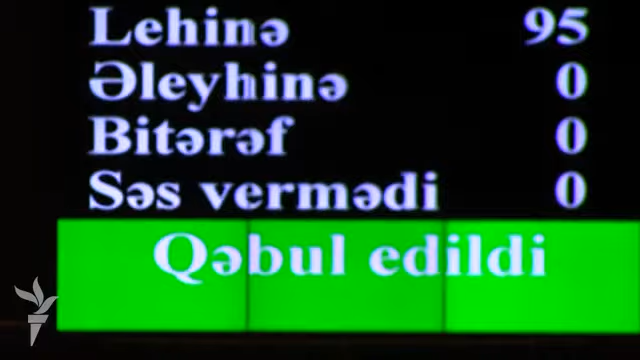 Lehinə 95
Əleyhinə 0
Bitərəf 0
Səs vermədi 0
Qəbul edildi